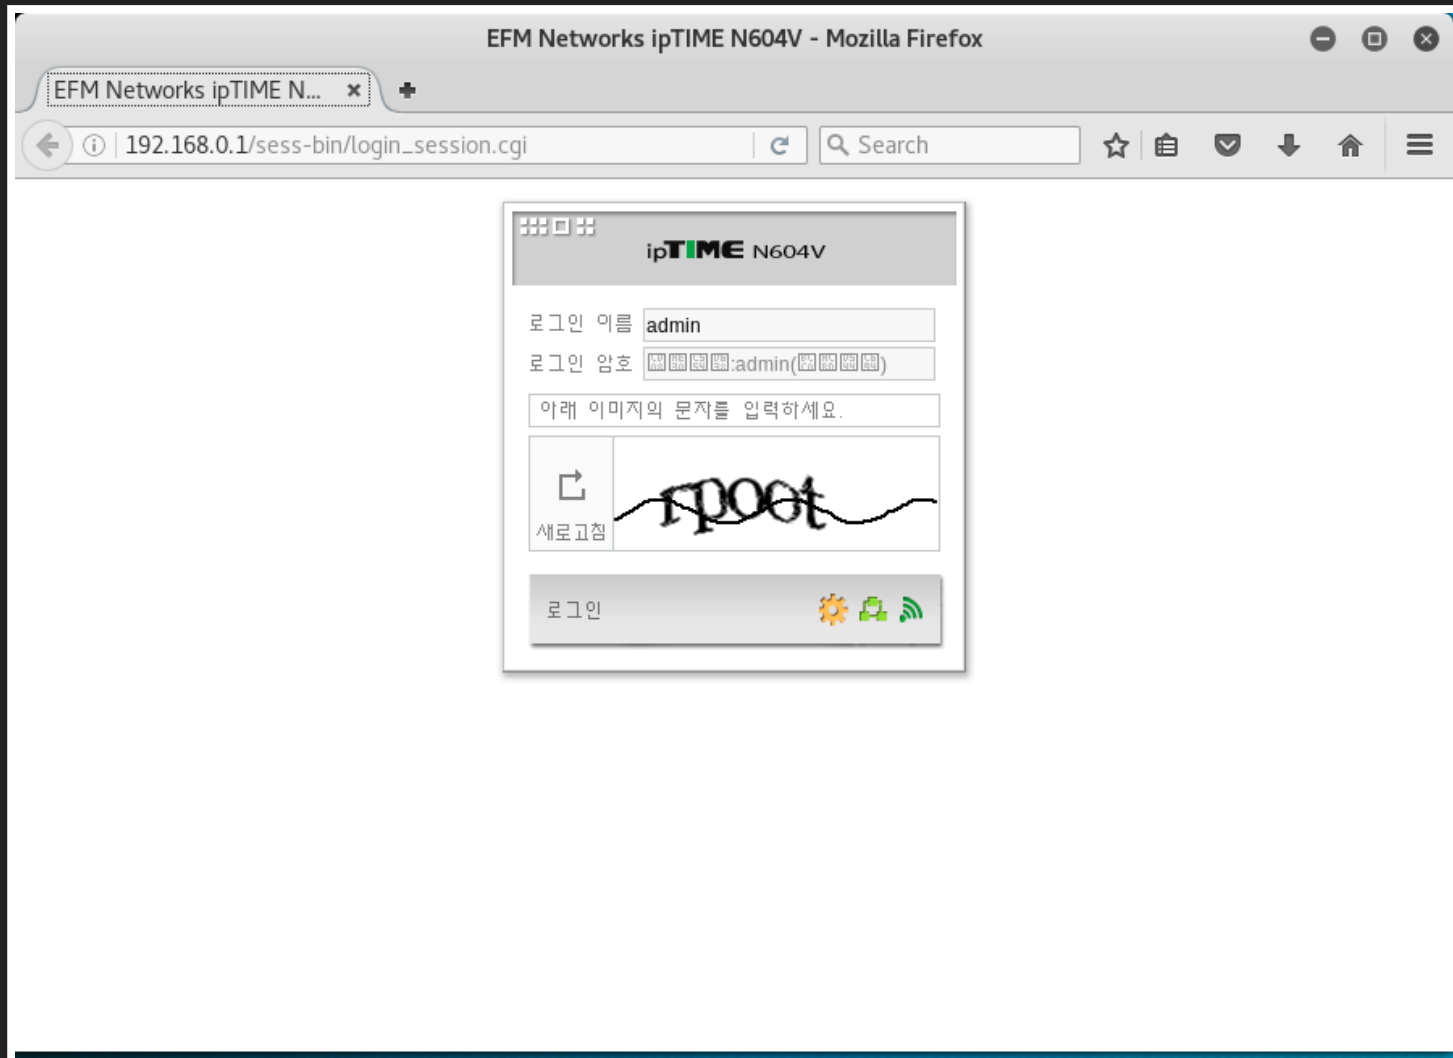 EFM Networks ipTIME N604V - Mozilla Firefox
EFM Networks ipTIME N...
192.168.0.1/sess-bin/login_session.cgi
Search
ipTIME N604V
로그인 이름 admin
로그인 암호 :admin()
아래 이미지의 문자를 입력하세요.
rpoot
새로고침
로그인